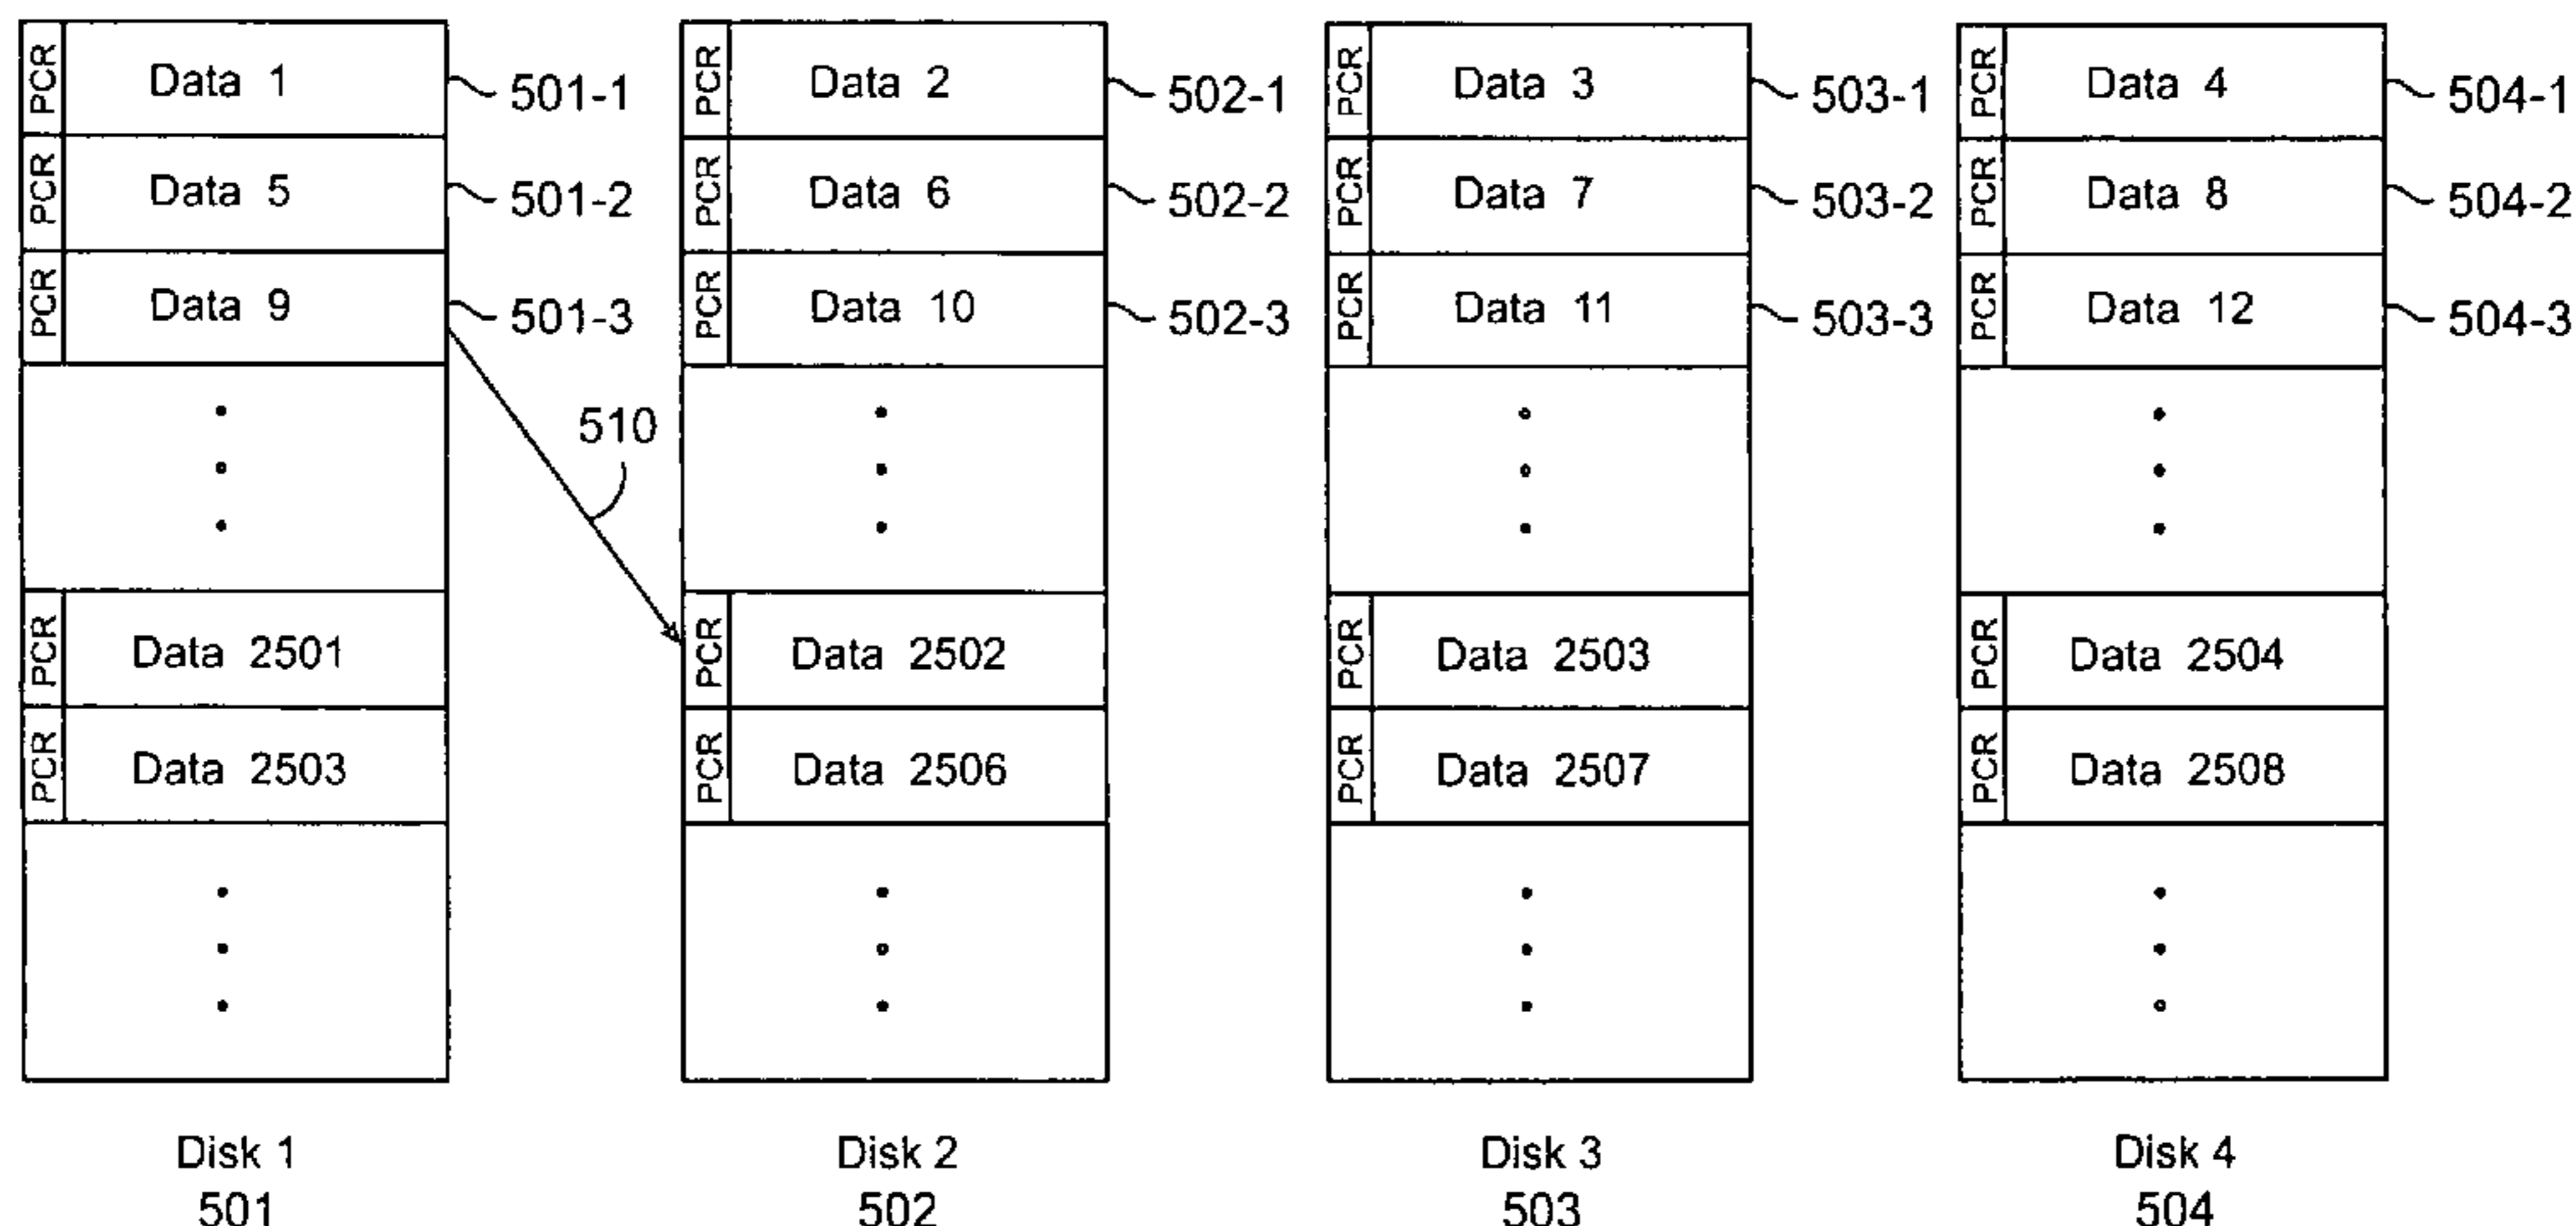 PCR Data 1 501-1 PCR Data 2 502-1 PCR Data 3 503-1 PCR Data 4 504-1
PCR Data 5 501-2 PCR Data 6 502-2 PCR Data 7 503-2 PCR Data 8 504-2
PCR Data 9 501-3 PCR Data 10 502-3 PCR Data 11 503-3 PCR Data 12 504-3
510
PCR Data 2501 PCR Data 2502 PCR Data 2503 PCR Data 2504
PCR Data 2503 PCR Data 2506 PCR Data 2507 PCR Data 2508
Disk 1 Disk 2 Disk 3 Disk 4
501 502 503 504